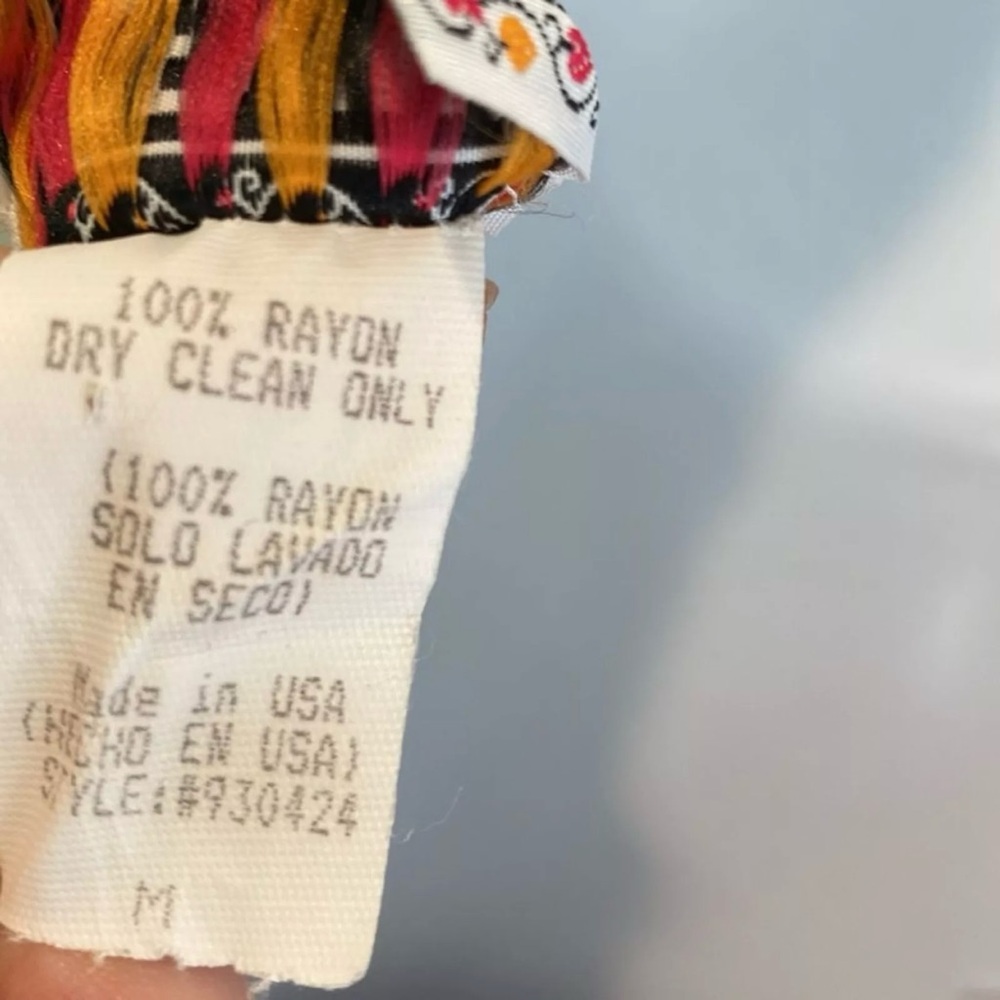 100% RAYON
DRY CLEAN ONLY
(100% RAYON
SOLO LAVADO
EN SECO)
Made in USA
(HECHO EN USA)
STYLE:#930424
M